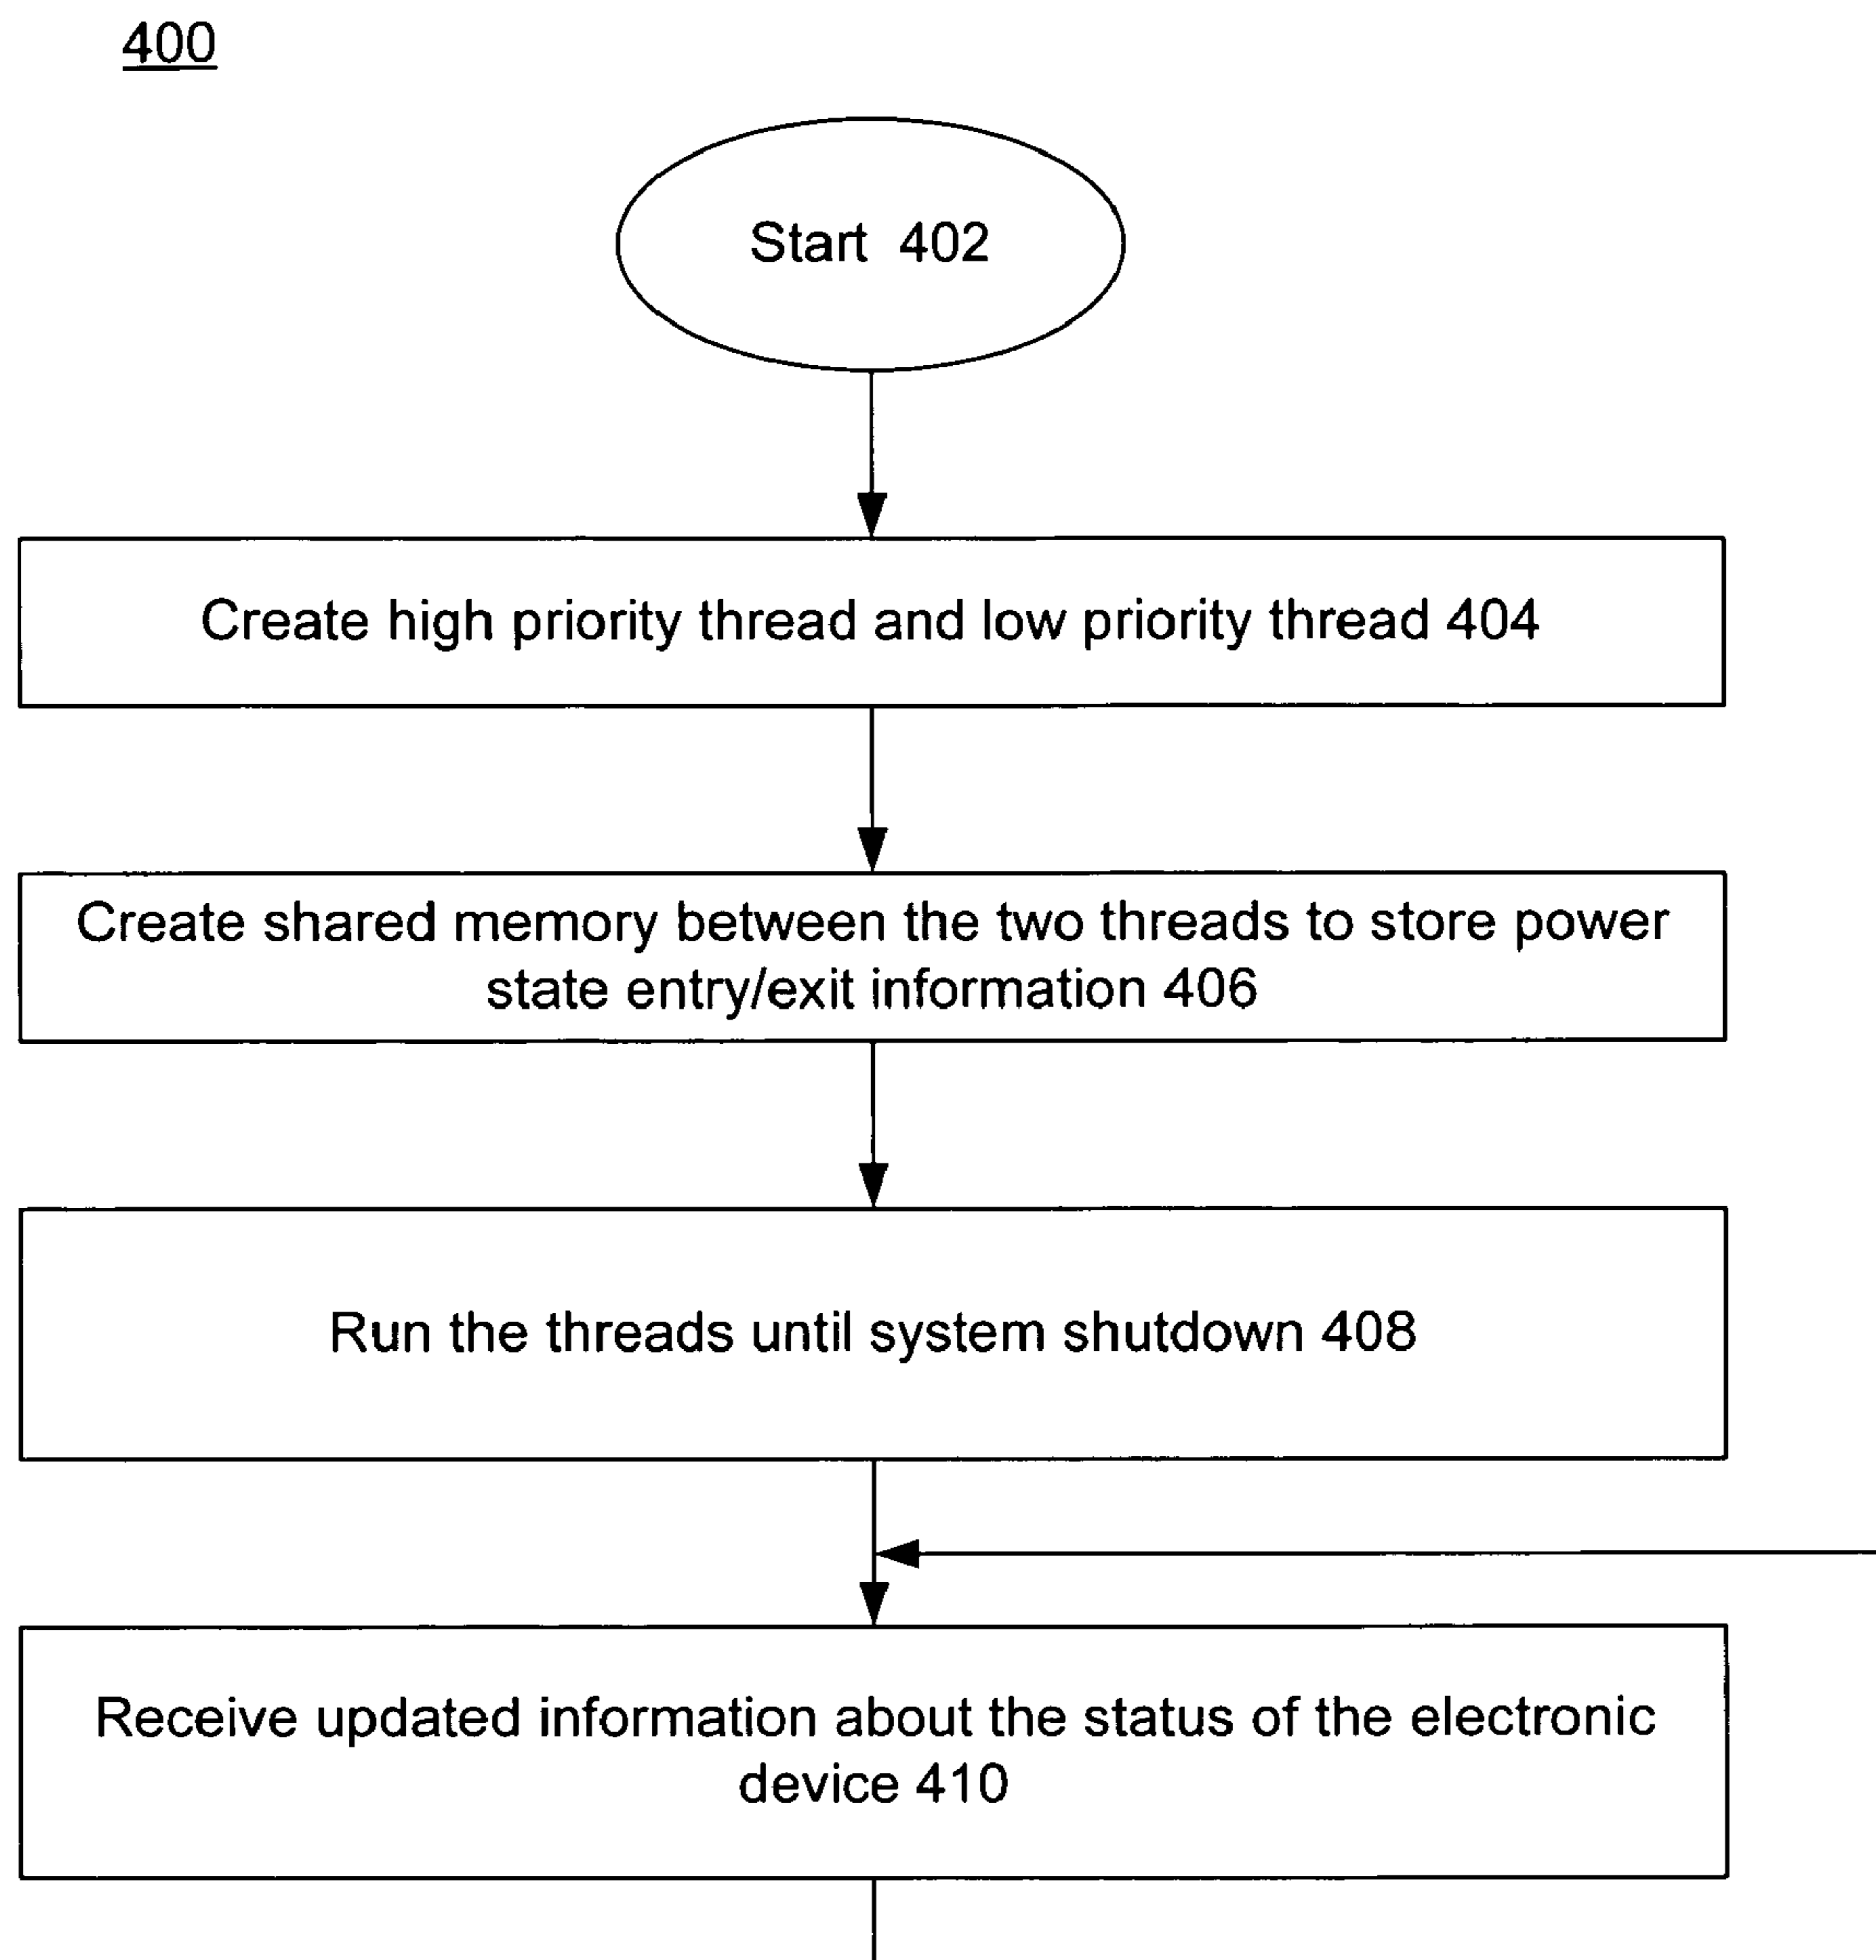 400
Start 402
Create high priority thread and low priority thread 404
Create shared memory between the two threads to store power
state entry/exit information 406
Run the threads until system shutdown 408
Receive updated information about the status of the electronic
device 410